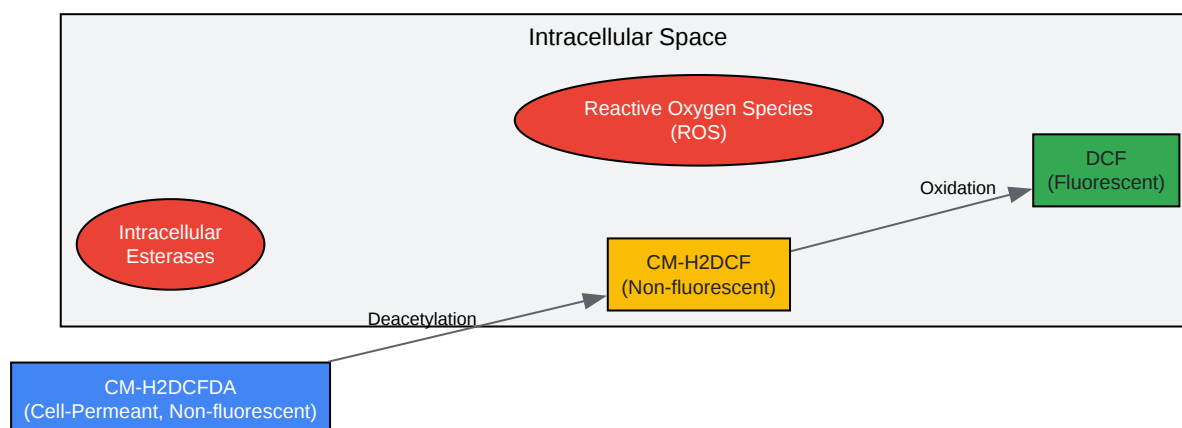 Intracellular Space
Reactive Oxygen Species
(ROS)
DCF
(Fluorescent)
Oxidation
Intracellular
Esterases
CM-H2DCF
(Non-fluorescent)
Deacetylation
CM-H2DCFDA
(Cell-Permeant, Non-fluorescent)